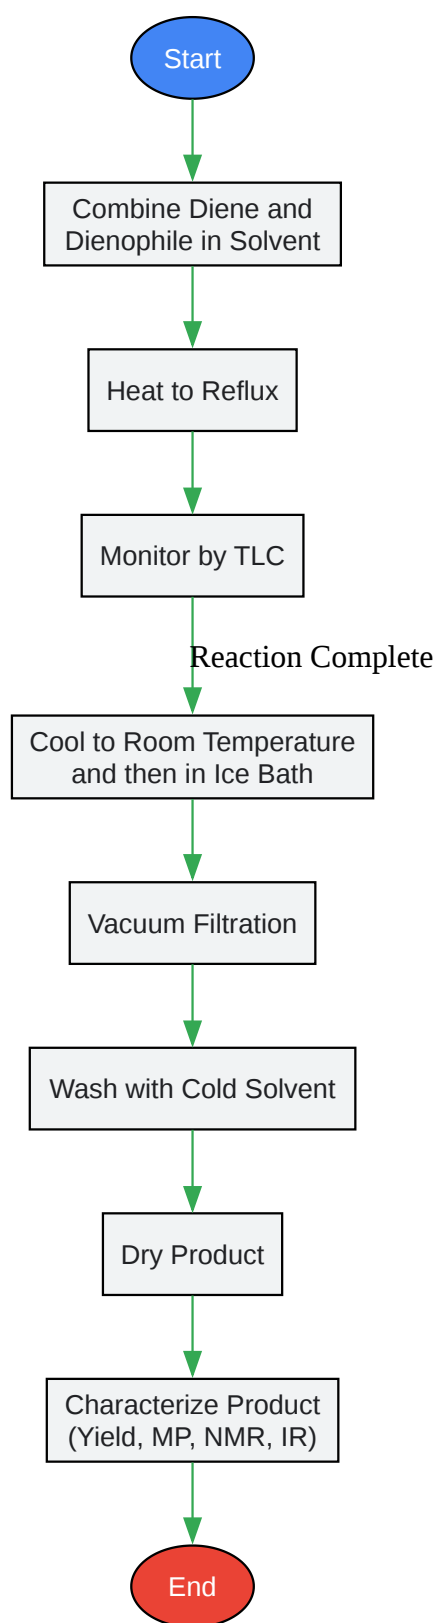 Start
Combine Diene and
Dienophile in Solvent
Heat to Reflux
Monitor by TLC
Reaction Complete
Cool to Room Temperature
and then in Ice Bath
Vacuum Filtration
Wash with Cold Solvent
Dry Product
Characterize Product
(Yield, MP, NMR, IR)
End